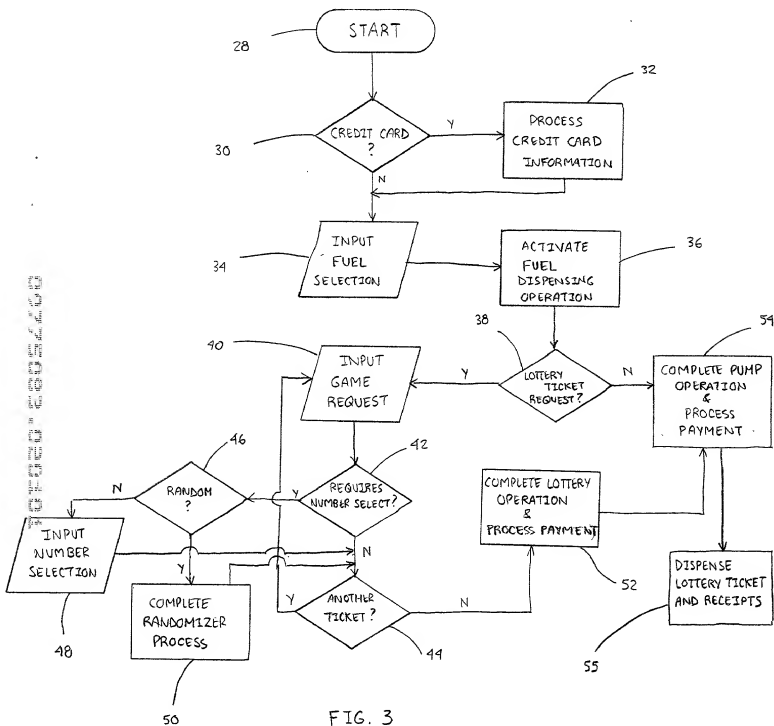 START
28
CREDIT CARD
?
30
Y
N
32
PROCESS
CREDIT CARD
INFORMATION
INPUT
FUEL
SELECTION
34
ACTIVATE
FUEL
DISPENSING
OPERATION
36
38
LOTTERY
TICKET
REQUEST?
Y
N
54
COMPLETE PUMP
OPERATION
&
PROCESS
PAYMENT
40
INPUT
GAME
REQUEST
42
REQUIRES
NUMBER SELECT?
Y
N
46
RANDOM
?
N
Y
INPUT
NUMBER
SELECTION
48
COMPLETE
RANDOMIZER
PROCESS
50
ANOTHER
TICKET?
Y
N
44
COMPLETE LOTTERY
OPERATION
&
PROCESS PAYMENT
52
DISPENSE
LOTTERY TICKET
AND RECEIPTS
55
FIG. 3